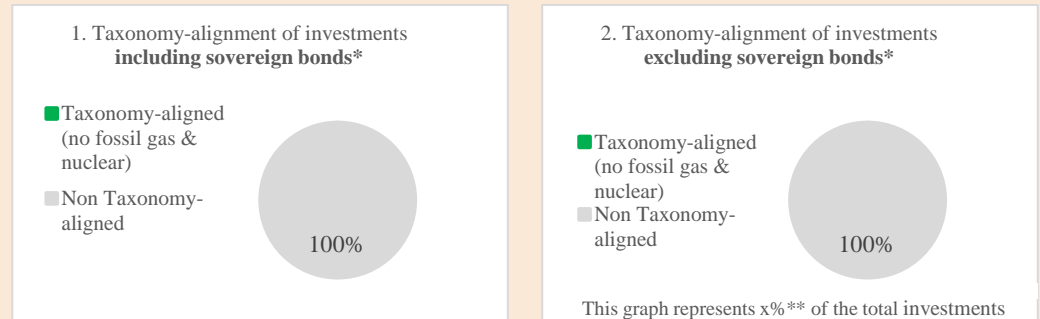 1. Taxonomy-alignment of investments
including sovereign bonds*
Taxonomy-aligned
(no fossil gas &
nuclear)
Non Taxonomy-
aligned
100%
2. Taxonomy-alignment of investments
excluding sovereign bonds*
Taxonomy-aligned
(no fossil gas &
nuclear)
Non Taxonomy-
aligned
100%
This graph represents x%** of the total investments